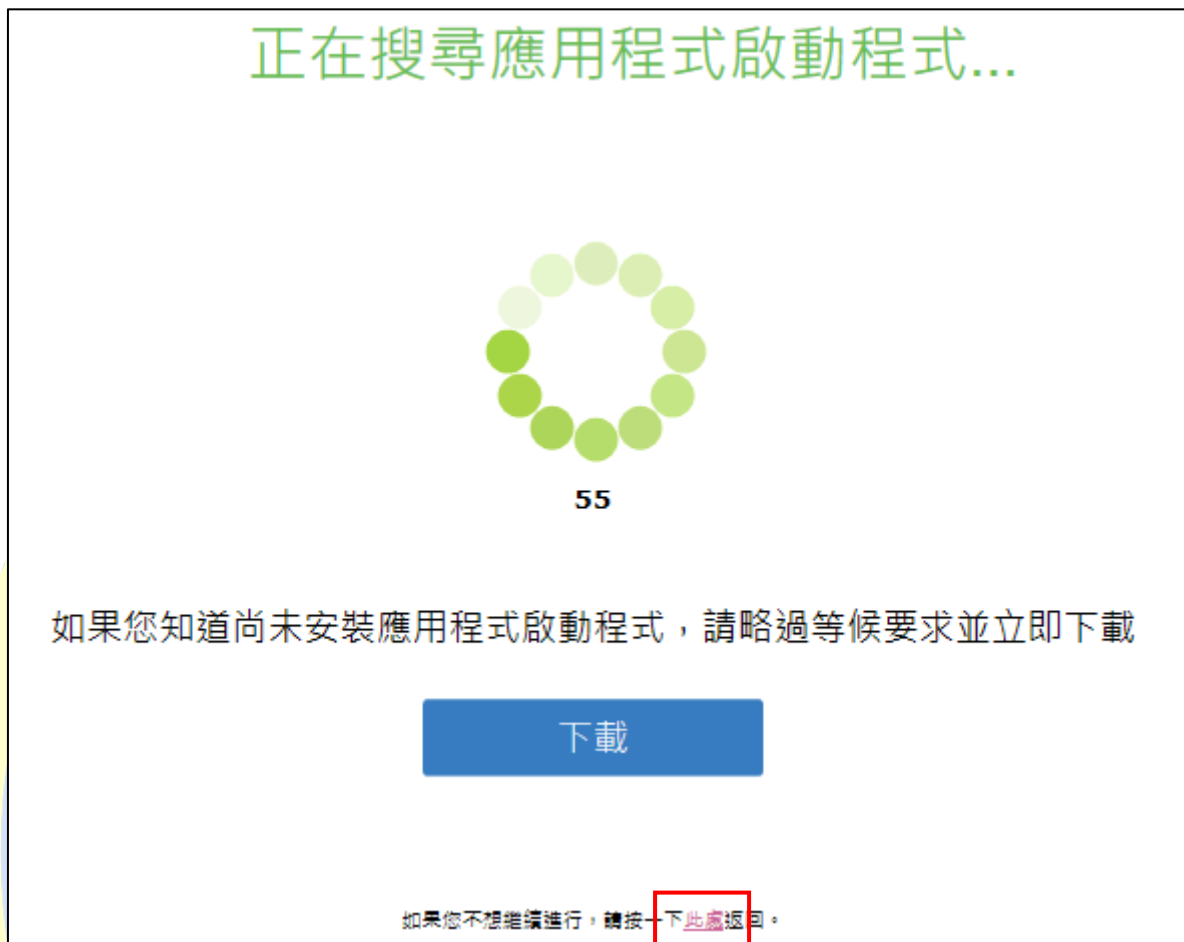 正在搜尋應用程式啟動程式...
55
如果您知道尚未安裝應用程式啟動程式，請略過等候要求並立即下載
下載
如果您不想繼續進行，請按一下此處返回。